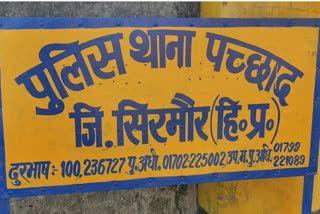 पुलिस थाना पच्छाद
जि. सिरमौर (हि॰प्र॰)
दुरभाष :- 100, 236727 पु.अधी. 01702-225002, उप.म.पु.अधि. 01799 221089